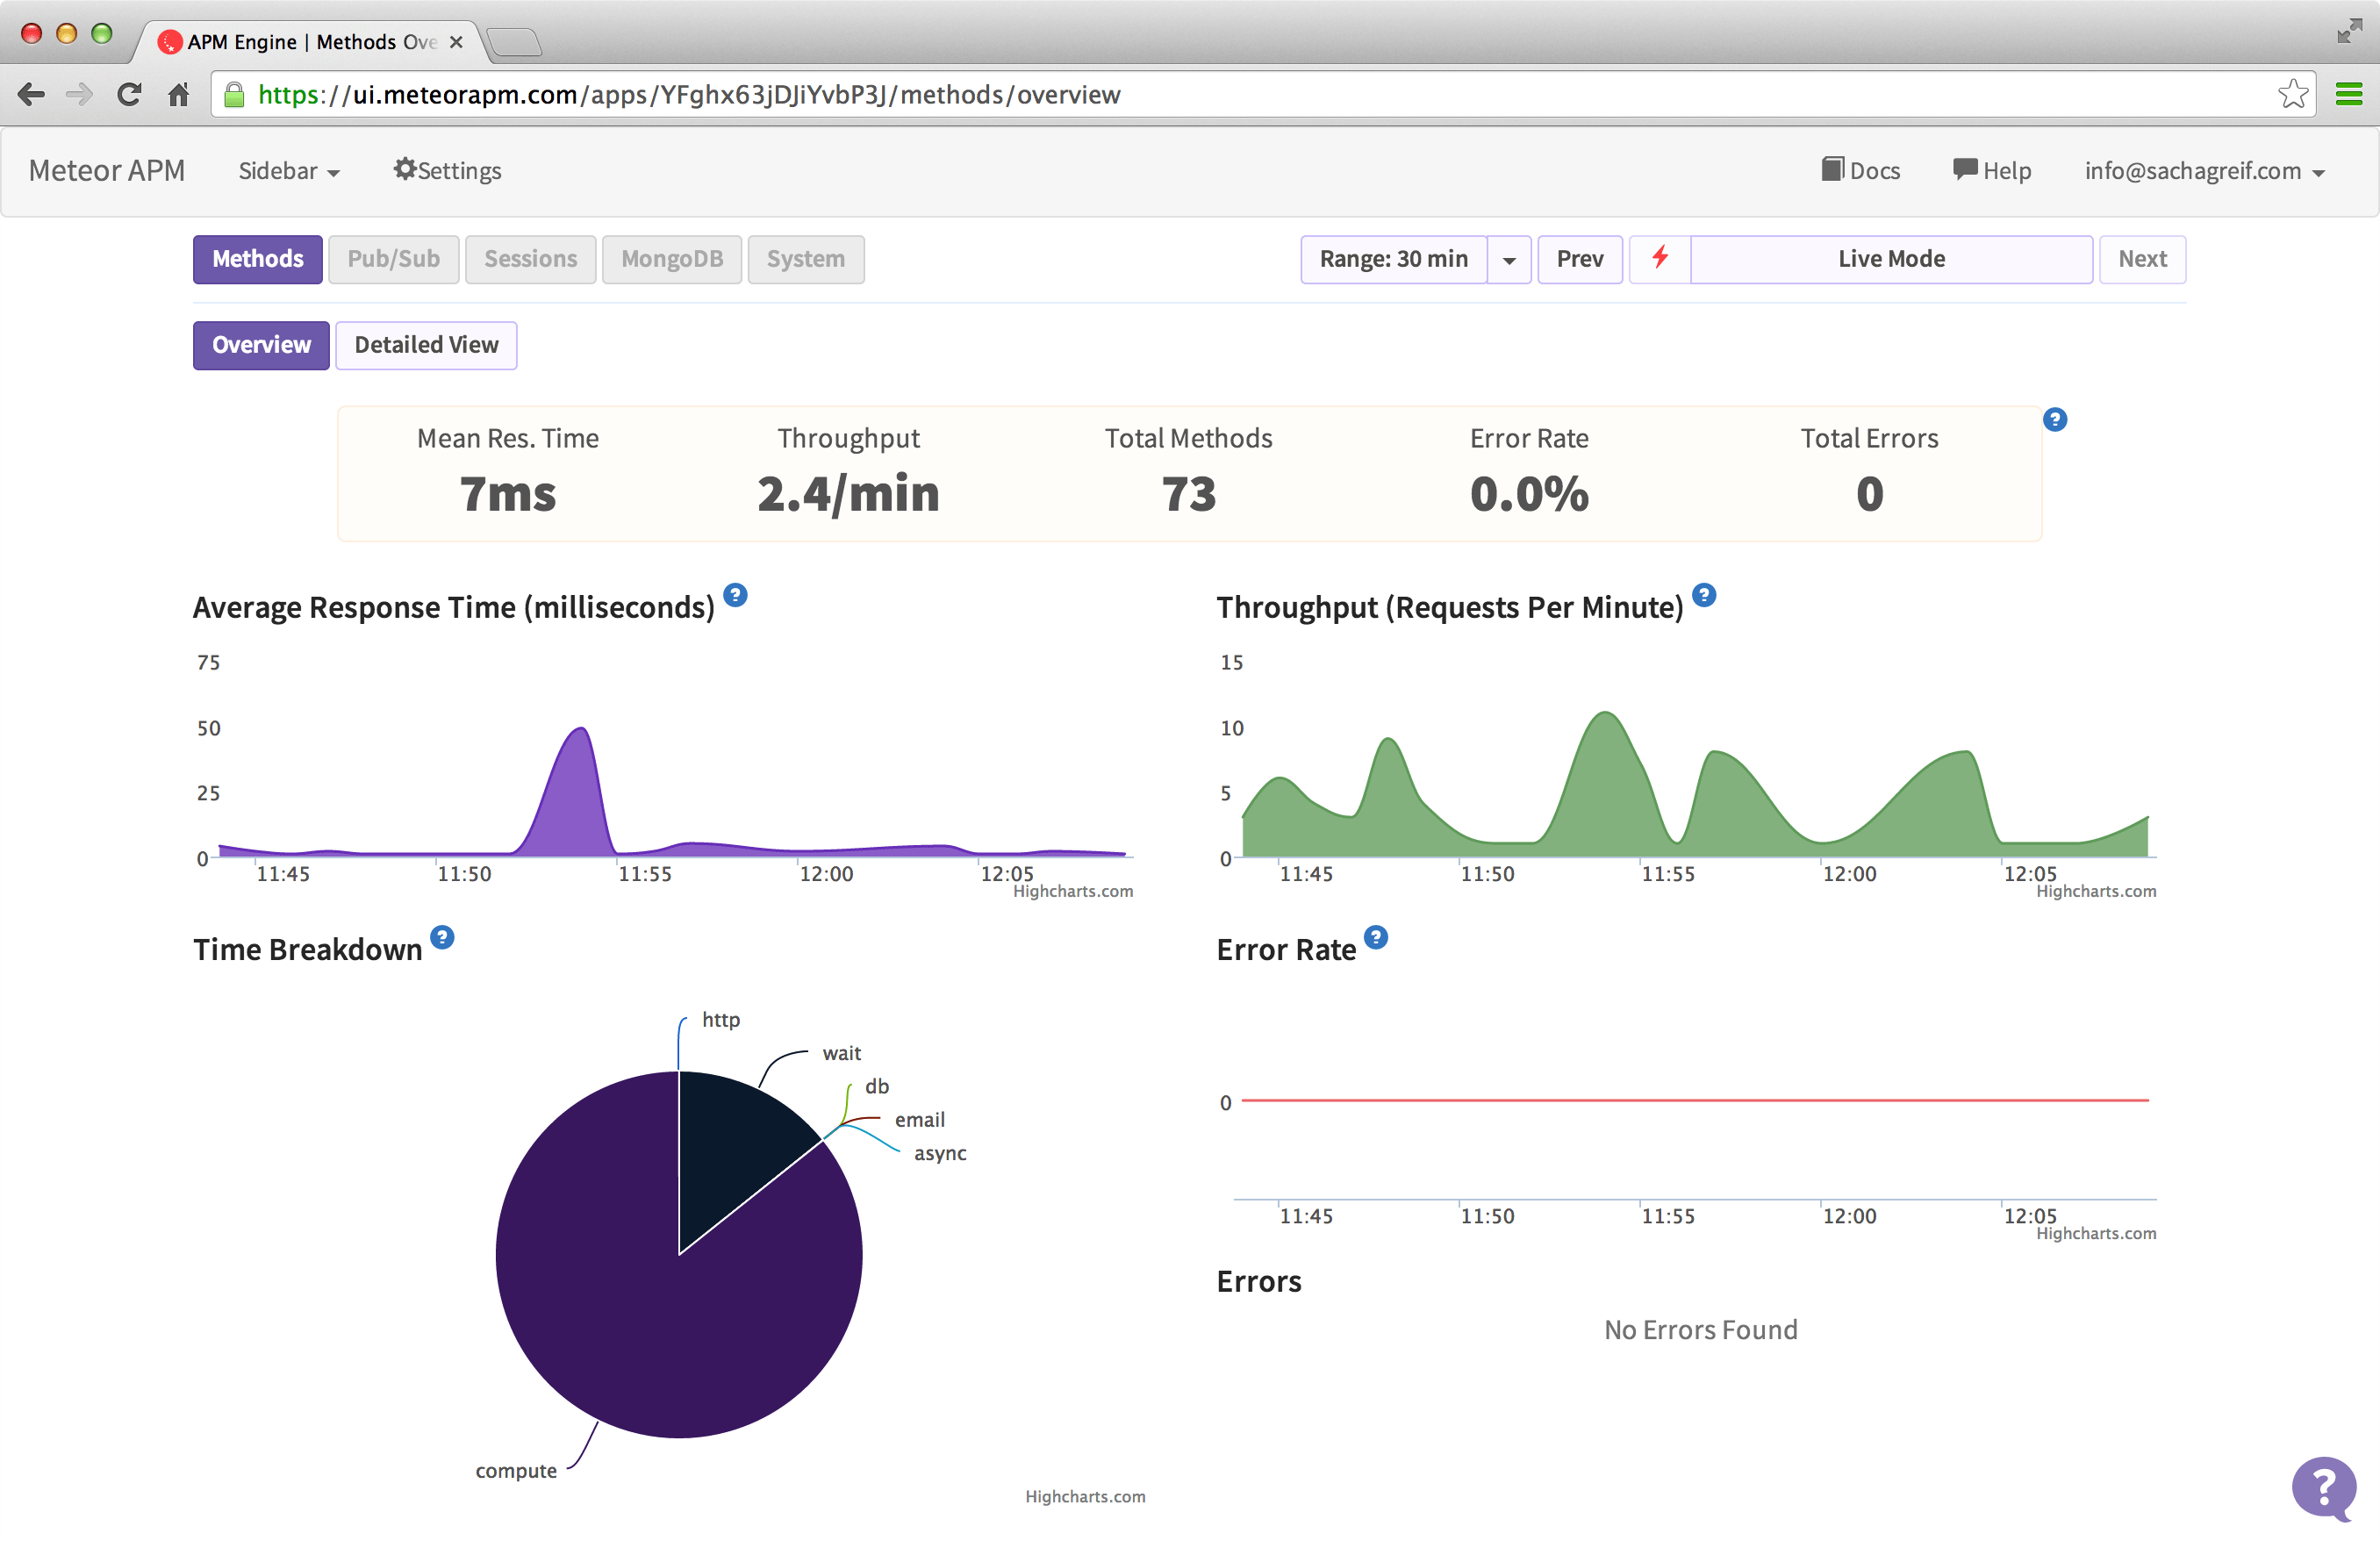 APM Engine | Methods Ove
https://ui.meteorapm.com/apps/YFghx63jDJiYvbP3J/methods/overview
Meteor APM Sidebar Settings Docs Help info@sachagreif.com
Methods Pub/Sub Sessions MongoDB System Range: 30 min Prev Live Mode Next
Overview Detailed View
Mean Res. Time Throughput Total Methods Error Rate Total Errors
7ms 2.4/min 73 0.0% 0
Average Response Time (milliseconds)
75
50
25
0
11:45 11:50 11:55 12:00 12:05
Highcharts.com
Throughput (Requests Per Minute)
15
10
5
0
11:45 11:50 11:55 12:00 12:05
Highcharts.com
Time Breakdown
http
wait
db
email
async
compute
Highcharts.com
Error Rate
0
11:45 11:50 11:55 12:00 12:05
Highcharts.com
Errors
No Errors Found